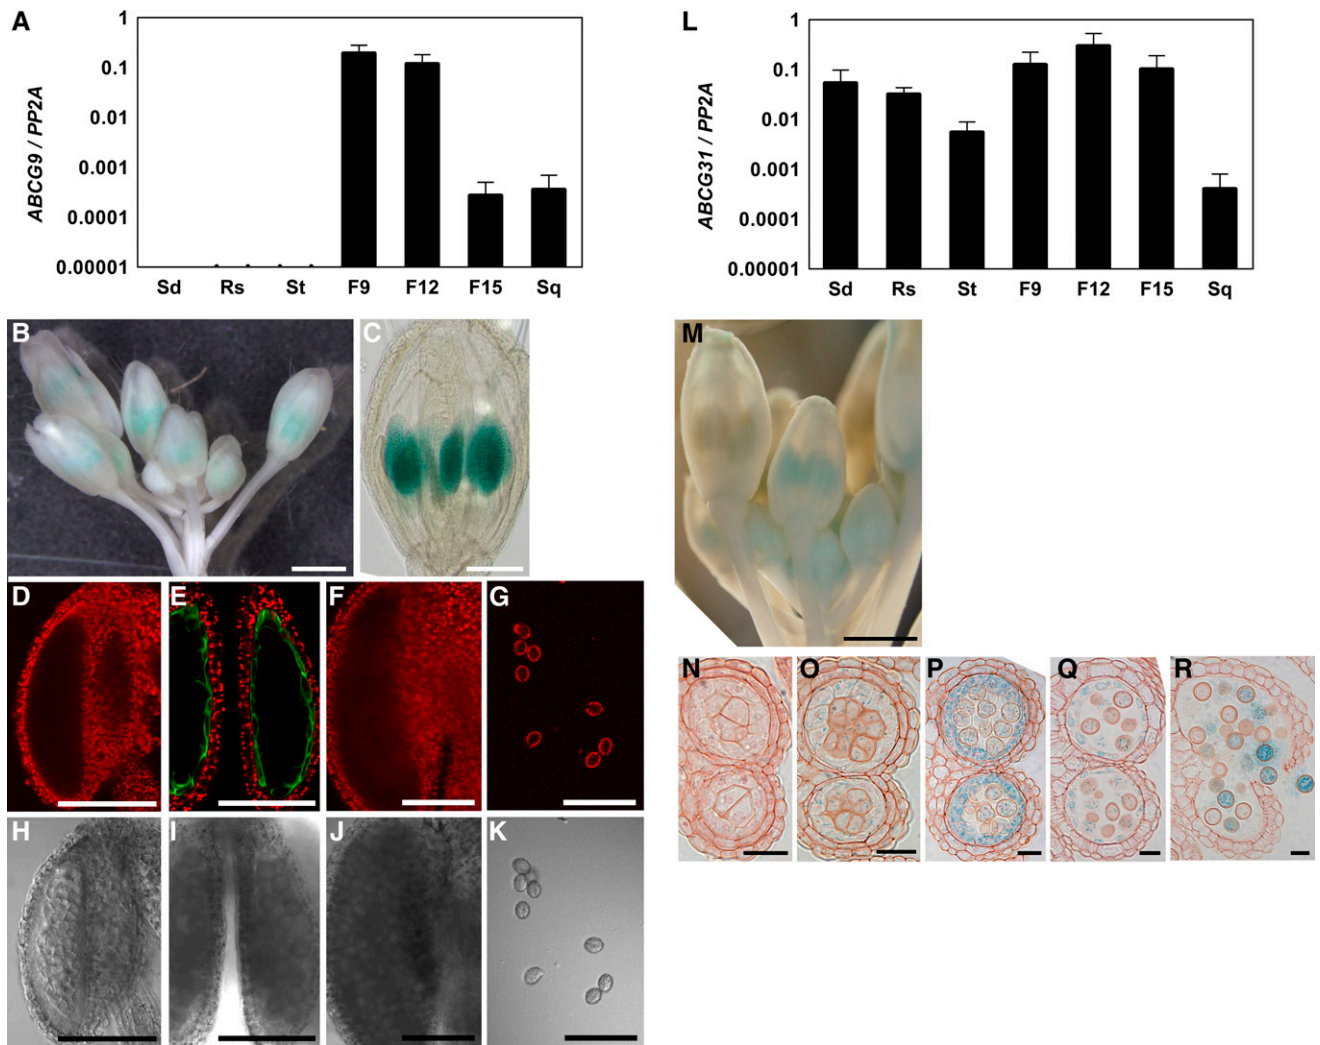 A
ABCG9 / PP2A
1
0.1
0.01
0.001
0.0001
0.00001
Sd Rs St F9 F12 F15 Sq
L
ABCG31 / PP2A
1
0.1
0.01
0.001
0.0001
0.00001
Sd Rs St F9 F12 F15 Sq
B
C
M
D
E
F
G
N
O
P
Q
R
H
I
J
K